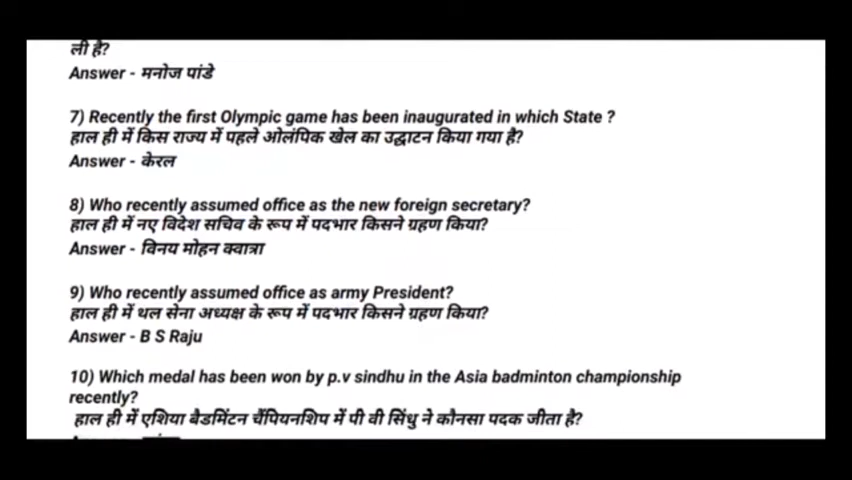 ली है?
Answer - मनोज पांडे
7) Recently the first Olympic game has been inaugurated in which State ?
हाल ही में किस राज्य में पहले ओलंपिक खेल का उद्घाटन किया गया है?
Answer - केरल
8) Who recently assumed office as the new foreign secretary?
हाल ही में नए विदेश सचिव के रूप में पदभार किसने ग्रहण किया?
Answer - विनय मोहन क्वात्रा
9) Who recently assumed office as army President?
हाल ही में थल सेना अध्यक्ष के रूप में पदभार किसने ग्रहण किया?
Answer - B S Raju
10) Which medal has been won by p.v sindhu in the Asia badminton championship
recently?
हाल ही में एशिया बैडमिंटन चैंपियनशिप में पी वी सिंधु ने कौनसा पदक जीता है?